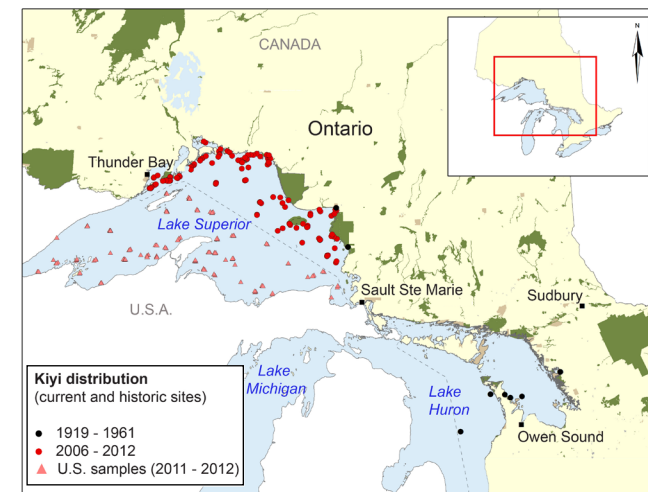 CANADA
N
Ontario
Thunder Bay
Lake Superior
Sault Ste Marie
Sudbury
U.S.A.
Kiyi distribution
(current and historic sites)
1919 - 1961
2006 - 2012
U.S. samples (2011 - 2012)
Lake
Michigan
Lake
Huron
Owen Sound